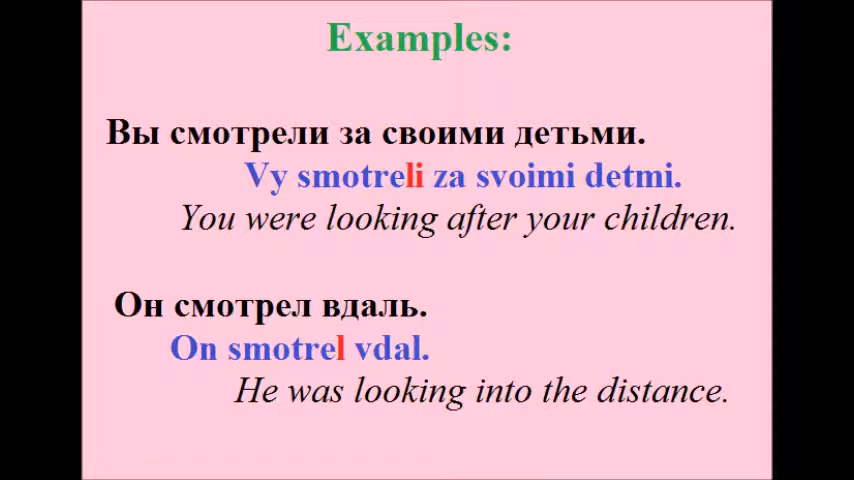 Examples:
Вы смотрели за своими детьми.
Vy smotreli za svoimi detmi.
You were looking after your children.
Он смотрел вдаль.
On smotrel vdal.
He was looking into the distance.